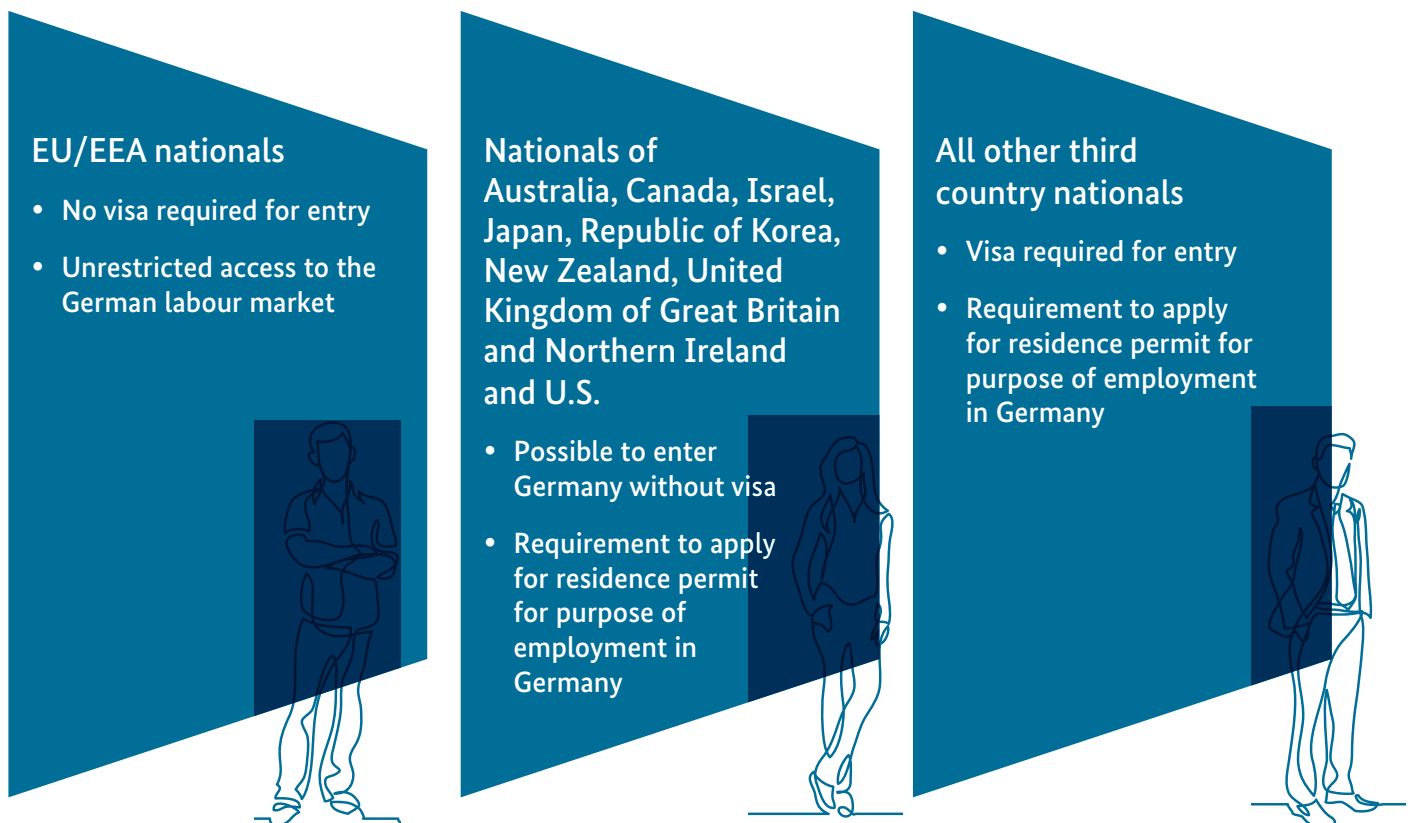 EU/EEA nationals
• No visa required for entry
• Unrestricted access to the
German labour market
Nationals of
Australia, Canada, Israel,
Japan, Republic of Korea,
New Zealand, United
Kingdom of Great Britain
and Northern Ireland
and U.S.
• Possible to enter
Germany without visa
• Requirement to apply
for residence permit
for purpose of
employment in
Germany
All other third
country nationals
• Visa required for entry
• Requirement to apply
for residence permit for
purpose of employment
in Germany